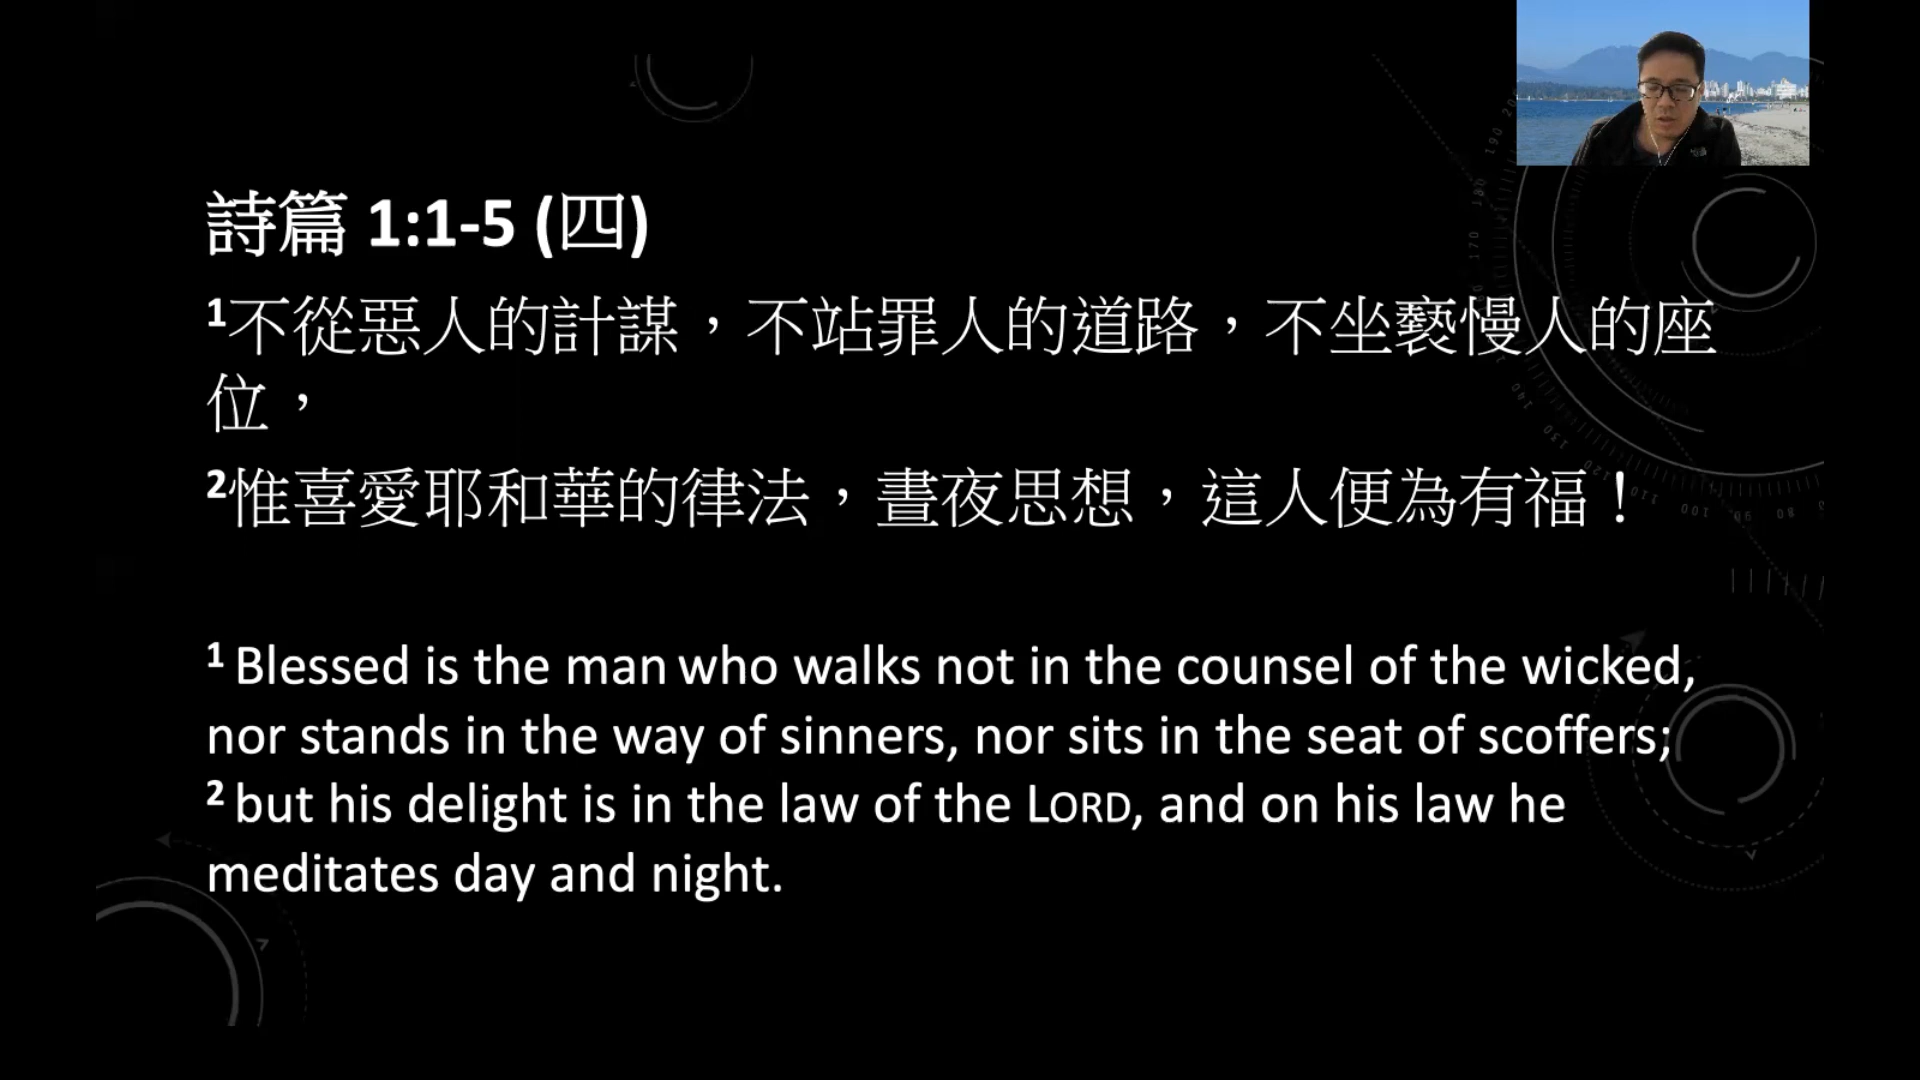 詩篇 1:1-5 (四)
1不從惡人的計謀，不站罪人的道路，不坐褻慢人的座
位，
2惟喜愛耶和華的律法，晝夜思想，這人便為有福！
1 Blessed is the man who walks not in the counsel of the wicked,
nor stands in the way of sinners, nor sits in the seat of scoffers;
2 but his delight is in the law of the LORD, and on his law he
meditates day and night.